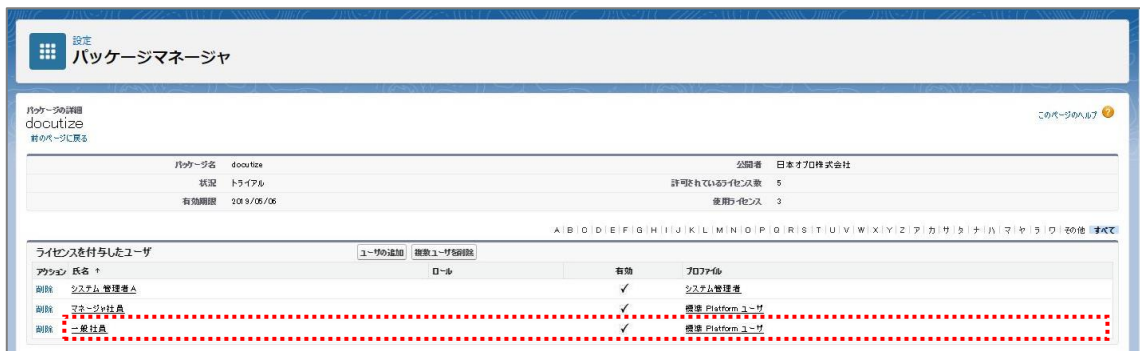 設定
パッケージマネージャ
パッケージの詳細
docutize
前のページに戻る
このページのヘルプ
パッケージ名 docutize 公開者 日本オプロ株式会社
状況 トライアル 許可されているライセンス数 5
有効期限 2019/05/06 使用ライセンス 3
A | B | C | D | E | F | G | H | I | J | K | L | M | N | O | P | Q | R | S | T | U | V | W | X | Y | Z | ア | カ | サ | タ | ナ | ハ | マ | ヤ | ラ | ワ | その他 | すべて
ライセンスを付与したユーザ ユーザの追加 複数ユーザを削除
アクション 氏名 ↑ ロール 有効 プロファイル
削除 システム 管理者A ✓ システム管理者
削除 マネージャ社員 ✓ 標準 Platform ユーザ
削除 一般社員 ✓ 標準 Platform ユーザ